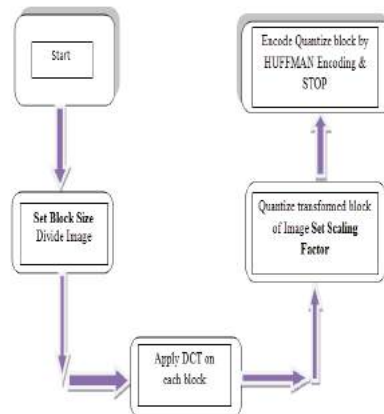 Start
Set Block Size
Divide Image
Apply DCT on
each block
Quantize transformed block
of Image Set Scaling
Factor
Encode Quantize block by
HUFFMAN Encoding &
STOP